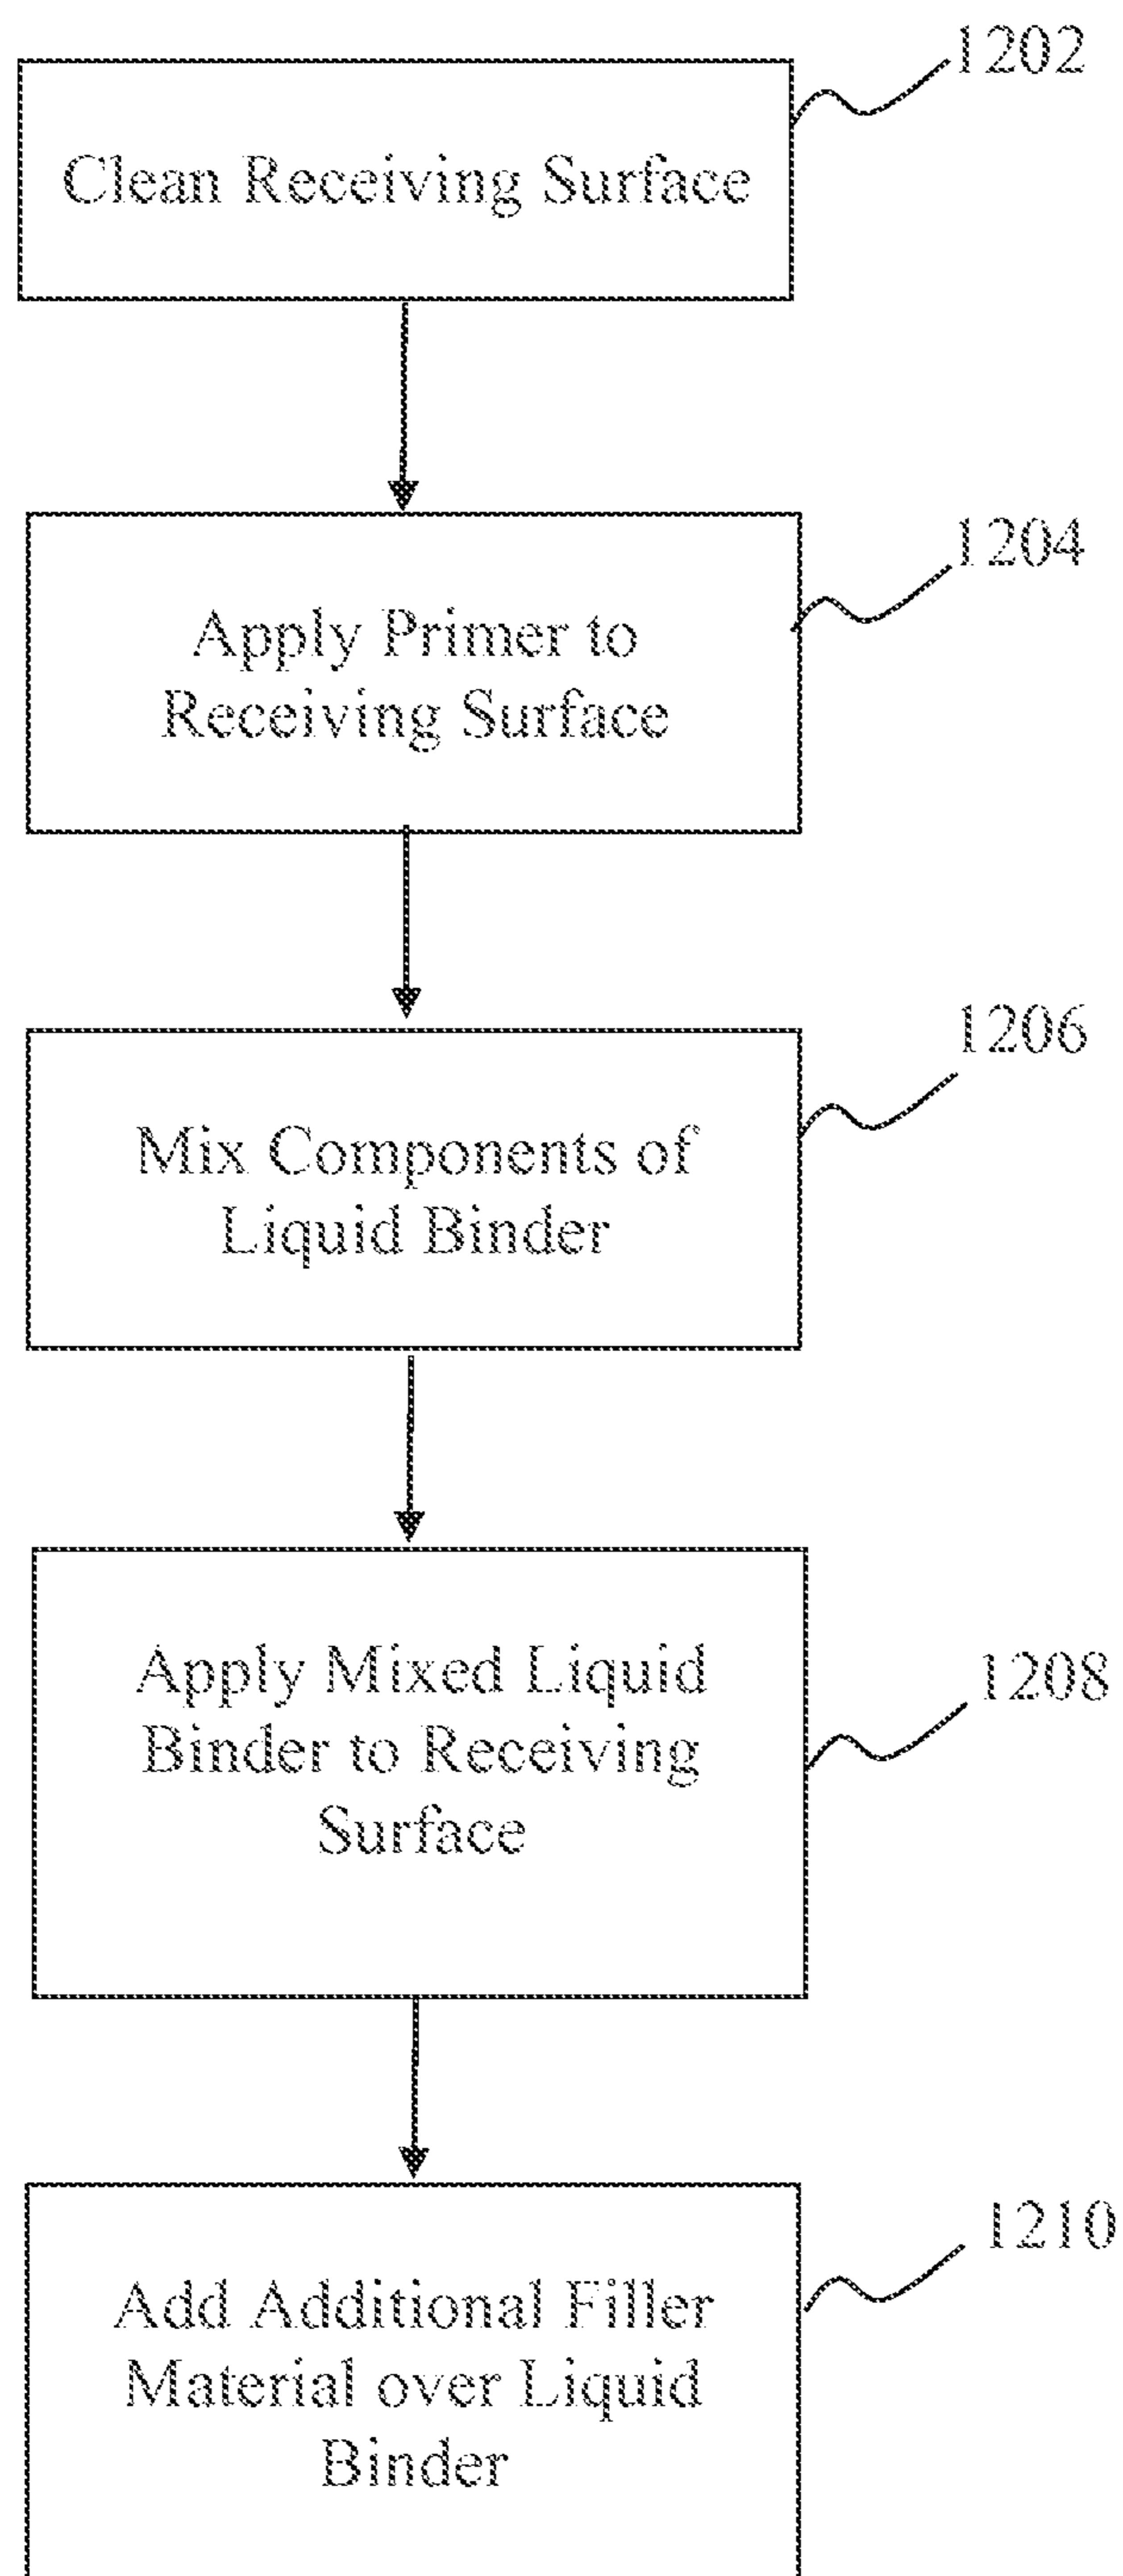 1202
Clean Receiving Surface
1204
Apply Primer to
Receiving Surface
1206
Mix Components of
Liquid Binder
1208
Apply Mixed Liquid
Binder to Receiving
Surface
1210
Add Additional Filler
Material over Liquid
Binder